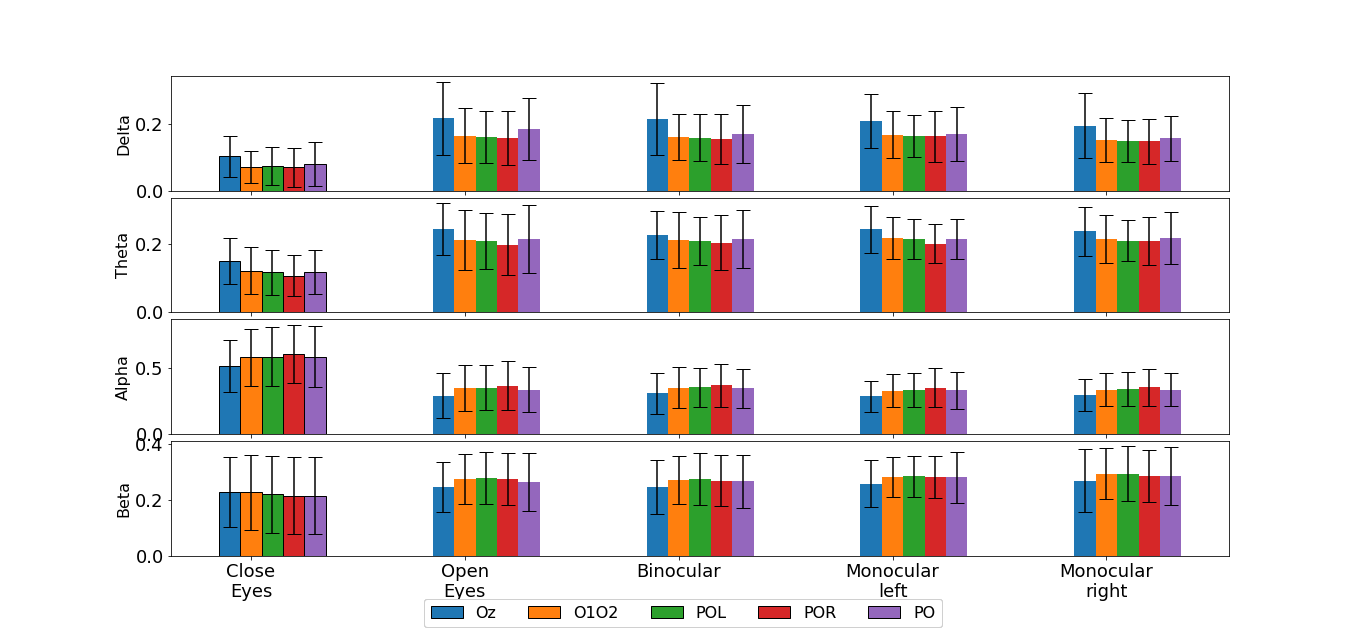 Delta
0.2
0.0
Theta
0.2
0.0
Alpha
0.5
0.0
Beta
0.4
0.2
0.0
Close
Eyes
Open
Eyes
Binocular
Monocular
left
Monocular
right
Oz O1O2 POL POR PO